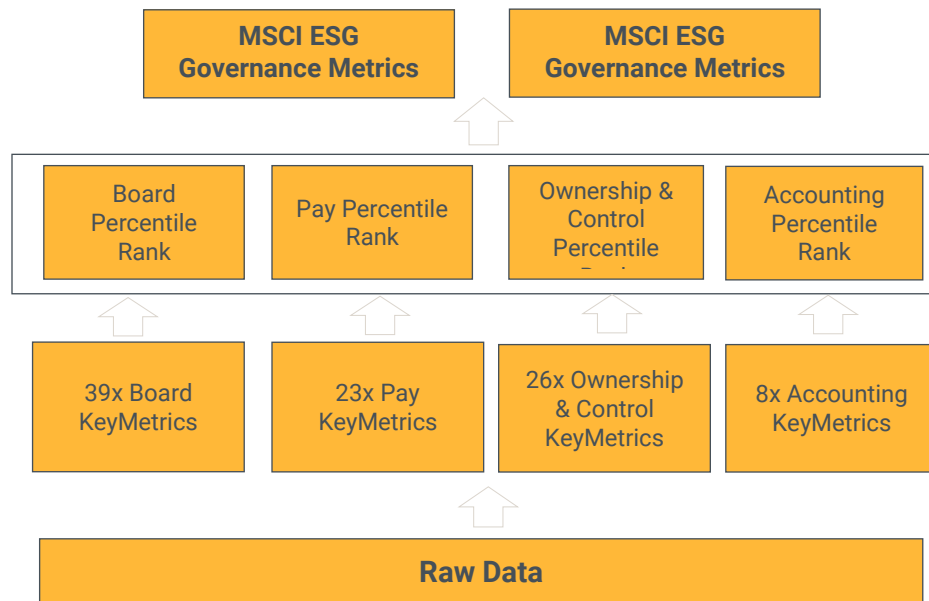 MSCI ESG
Governance Metrics
MSCI ESG
Governance Metrics
Board
Percentile
Rank
Pay Percentile
Rank
Ownership &
Control
Percentile
Accounting
Percentile
Rank
39x Board
KeyMetrics
23x Pay
KeyMetrics
26x Ownership
& Control
KeyMetrics
8x Accounting
KeyMetrics
Raw Data